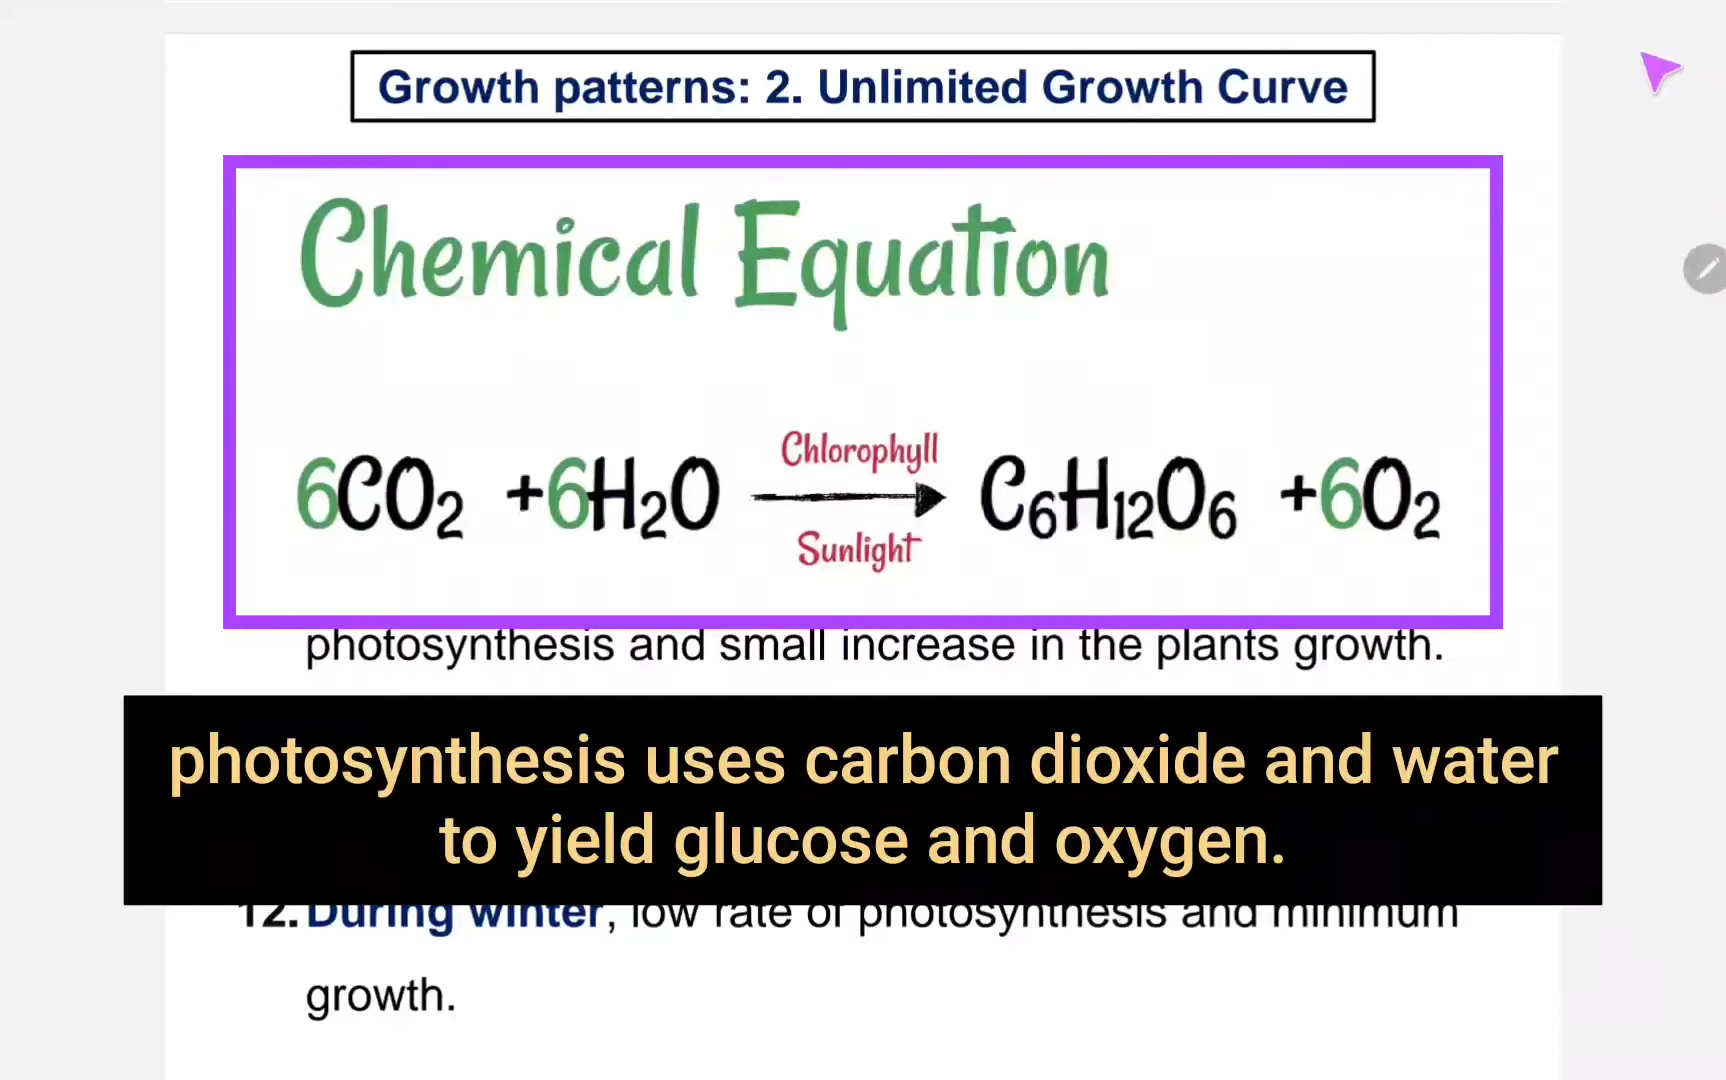 Growth patterns: 2. Unlimited Growth Curve
Chemical Equation
Chlorophyll
6CO₂ +6H₂O → C₆H₁₂O₆ +6O₂
Sunlight
photosynthesis and small increase in the plants growth.
photosynthesis uses carbon dioxide and water
to yield glucose and oxygen.
12. During winter, low rate of photosynthesis and minimum
growth.